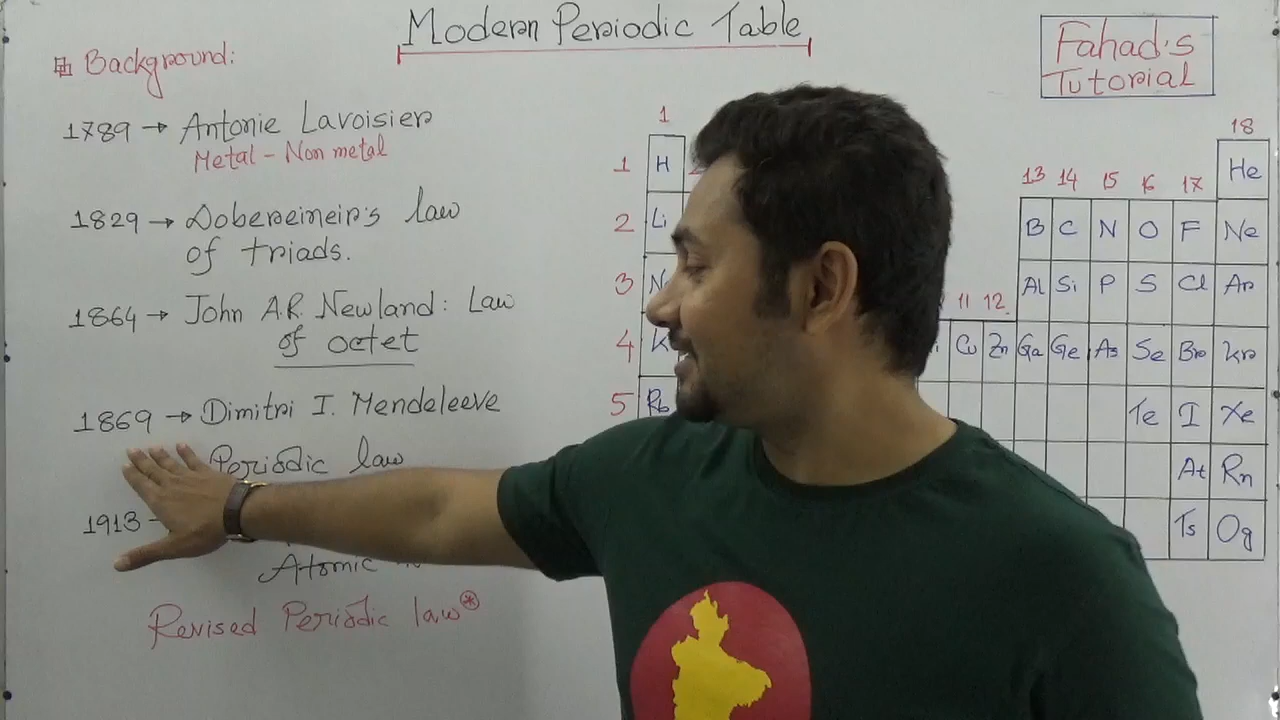 Modern Periodic Table
Fahad's
Tutorial
Background:
1789 → Antonie Lavoisier
Metal - Non metal
1829 → Dobereineir's law
of triads.
1864 → John A.R. Newland: Law
of octet
1869 → Dimitri I. Mendeleeve
Periodic law
1913
Atomic
Revised Periodic law*
1
18
1 H He
13 14 15 16 17
2 Li B C N O F Ne
3 Al Si P S Cl Ar
11 12
4 K Cu Zn Ga Ge As Se Br Kr
5 Rb Te I Xe
At Rn
Ts Og